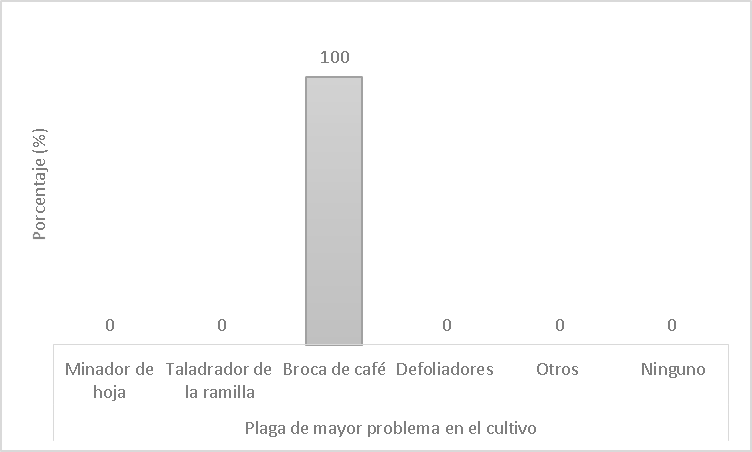 100
Porcentaje (%)
0 0 0 0 0
Minador de hoja
Taladrador de la ramilla
Broca de café
Defoliadores
Otros
Ninguno
Plaga de mayor problema en el cultivo